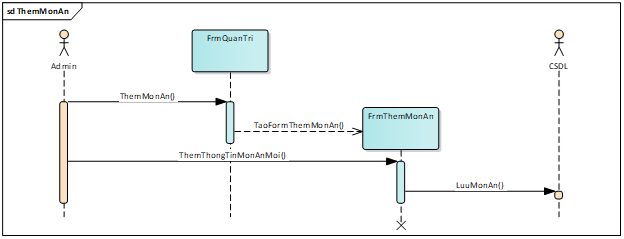 sd ThemMonAn
FrmQuanTri
Admin
CSDL
ThemMonAn()
FrmThemMonAn
TaoFormThemMonAn()
ThemThongTinMonAnMoi()
LuuMonAn()